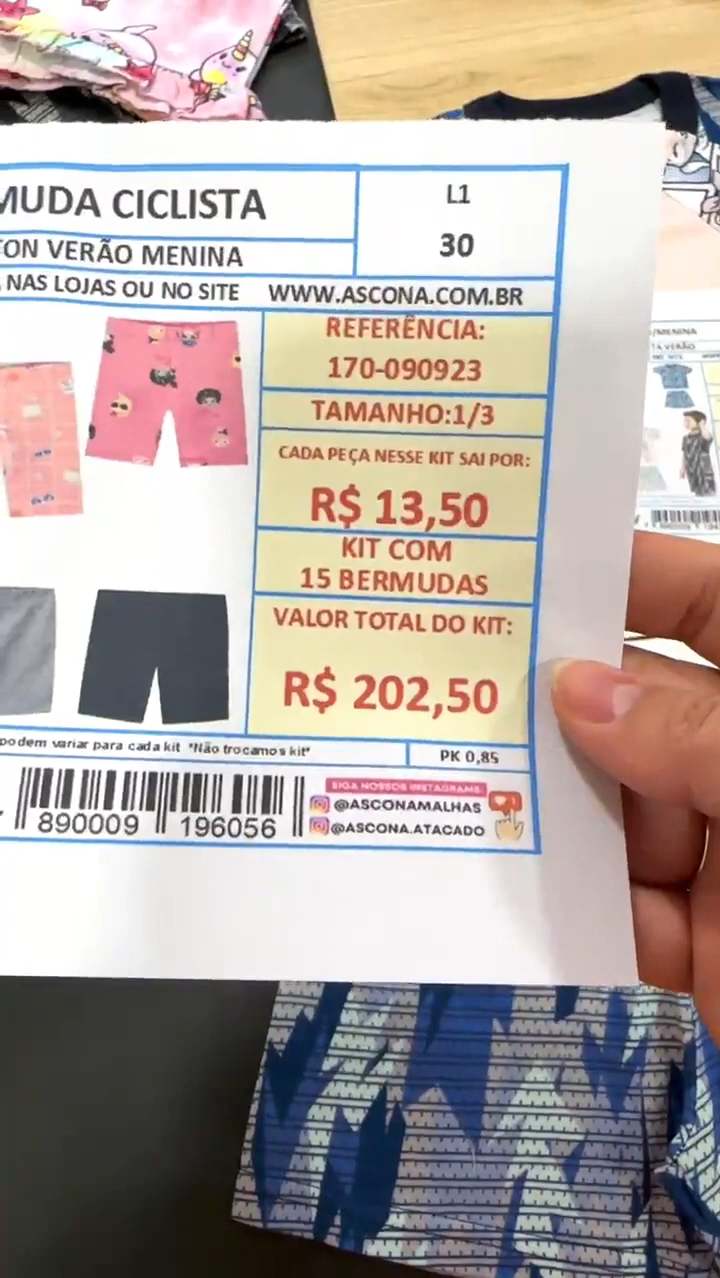 CICLISTA
L1
30
VERÃO MENINA
NAS LOJAS OU NO SITE WWW.ASCONA.COM.BR
REFERÊNCIA:
170-090923
TAMANHO:1/3
CADA PEÇA NESSE KIT SAI POR:
R$ 13,50
KIT COM
15 BERMUDAS
VALOR TOTAL DO KIT:
R$ 202,50
podem variar para cada kit *Não trocamos kit*
PK 0,85
890009 196056
SIGA NOSSOS INSTAGRAMS
@ASCONAMALHAS
@ASCONA.ATACADO